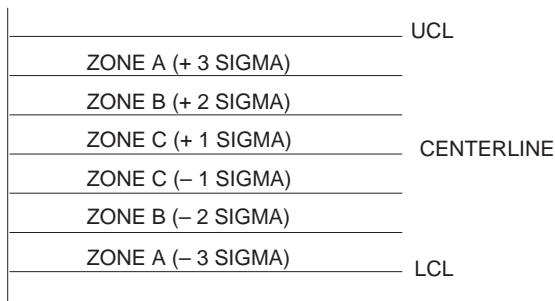 UCL
ZONE A (+ 3 SIGMA)
ZONE B (+ 2 SIGMA)
ZONE C (+ 1 SIGMA)
CENTERLINE
ZONE C (– 1 SIGMA)
ZONE B (– 2 SIGMA)
ZONE A (– 3 SIGMA)
LCL